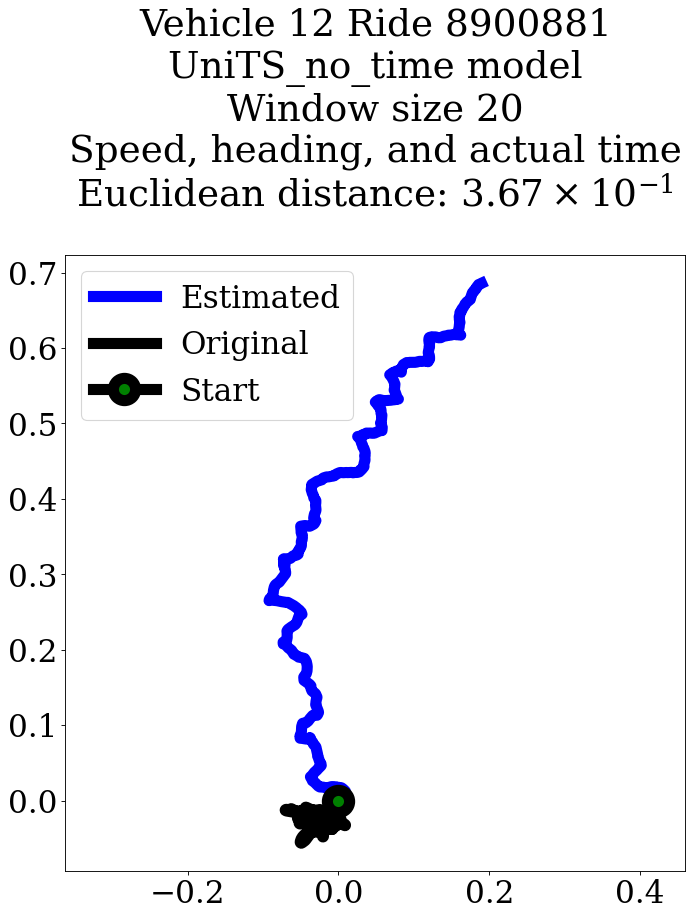 Vehicle 12 Ride 8900881
UniTS_no_time model
Window size 20
Speed, heading, and actual time
Euclidean distance: 3.67 × 10⁻¹
Estimated
Original
Start
0.7
0.6
0.5
0.4
0.3
0.2
0.1
0.0
−0.2 0.0 0.2 0.4